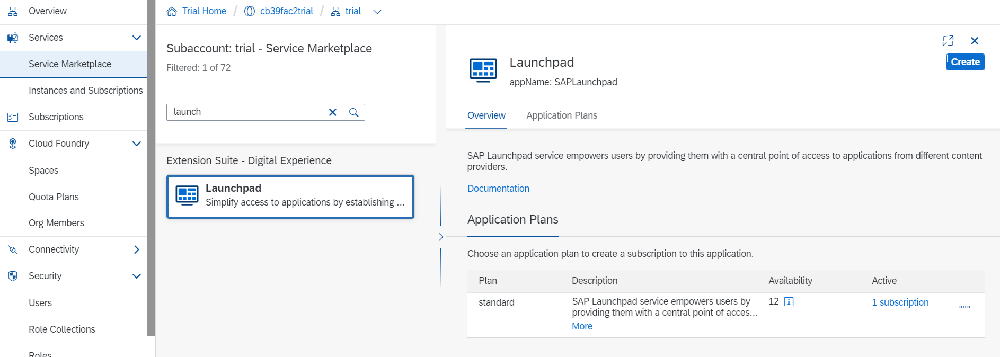 Overview
Services
Service Marketplace
Instances and Subscriptions
Subscriptions
Cloud Foundry
Spaces
Quota Plans
Org Members
Connectivity
Security
Users
Role Collections
Roles
Trial Home / cb39fac2trial / trial
Subaccount: trial - Service Marketplace
Filtered: 1 of 72
launch
Extension Suite - Digital Experience
Launchpad
Simplify access to applications by establishing ...
Launchpad
appName: SAPLaunchpad
Create
Overview Application Plans
SAP Launchpad service empowers users by providing them with a central point of access to applications from different content
providers.
Documentation
Application Plans
Choose an application plan to create a subscription to this application.
Plan Description Availability Active
standard SAP Launchpad service empowers users by 12 1 subscription
providing them with a central point of acces...
More